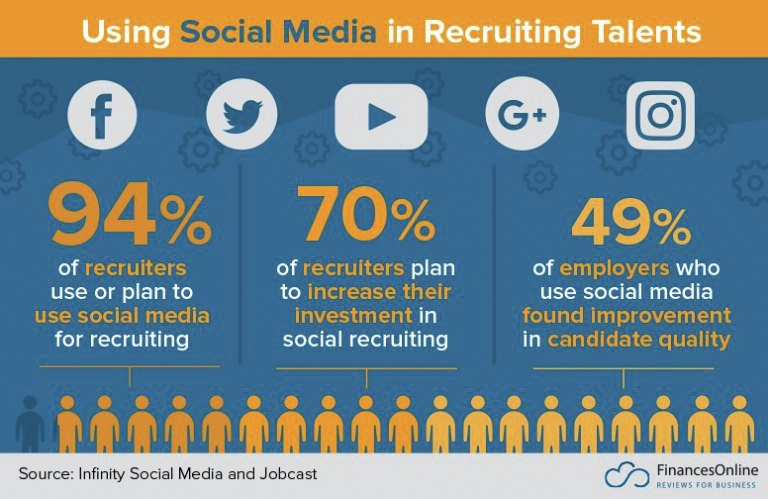 Using Social Media in Recruiting Talents
f
G+
94%
of recruiters
use or plan to
use social media
for recruiting
70%
of recruiters plan
to increase their
investment in
social recruiting
49%
of employers who
use social media
found improvement
in candidate quality
Source: Infinity Social Media and Jobcast
FinancesOnline
REVIEWS FOR BUSINESS